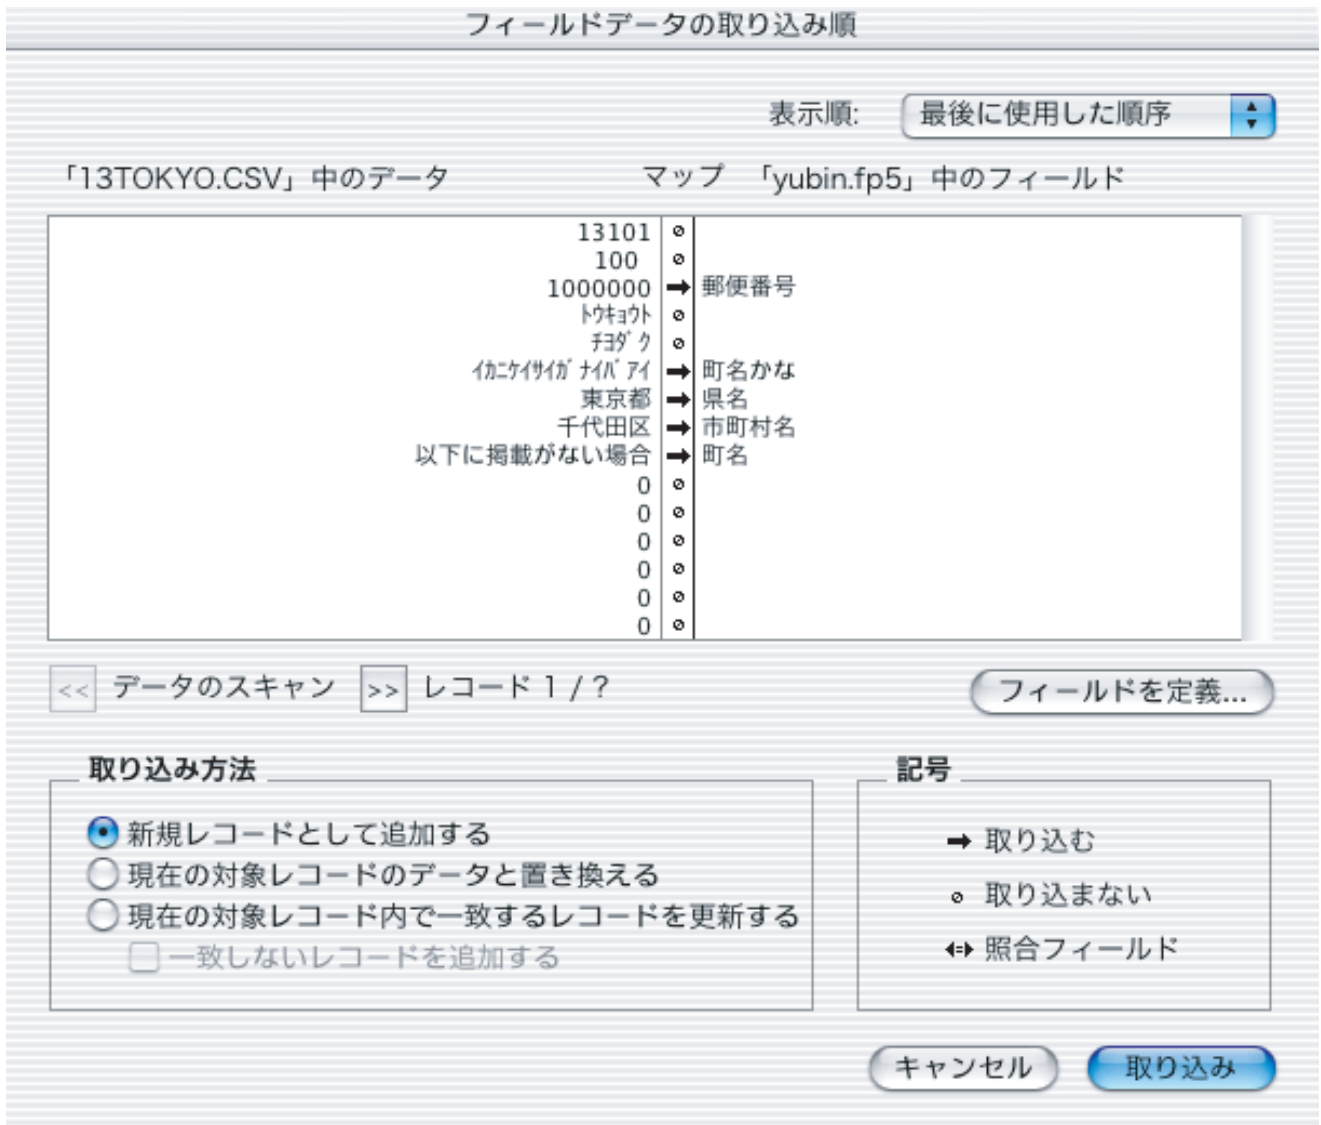 フィールドデータの取り込み順
表示順: 最後に使用した順序
「13TOKYO.CSV」中のデータ マップ 「yubin.fp5」中のフィールド
13101
100
1000000 ➡ 郵便番号
ﾄｳｷｮｳﾄ
ﾁﾖﾀﾞｸ
ｲｶﾆｹｲｻｲｶﾞﾅｲﾊﾞｱｲ ➡ 町名かな
東京都 ➡ 県名
千代田区 ➡ 市町村名
以下に掲載がない場合 ➡ 町名
0
0
0
0
0
0
<< データのスキャン >> レコード 1 / ? フィールドを定義...
取り込み方法
新規レコードとして追加する
現在の対象レコードのデータと置き換える
現在の対象レコード内で一致するレコードを更新する
一致しないレコードを追加する
記号
➡ 取り込む
取り込まない
照合フィールド
キャンセル 取り込み